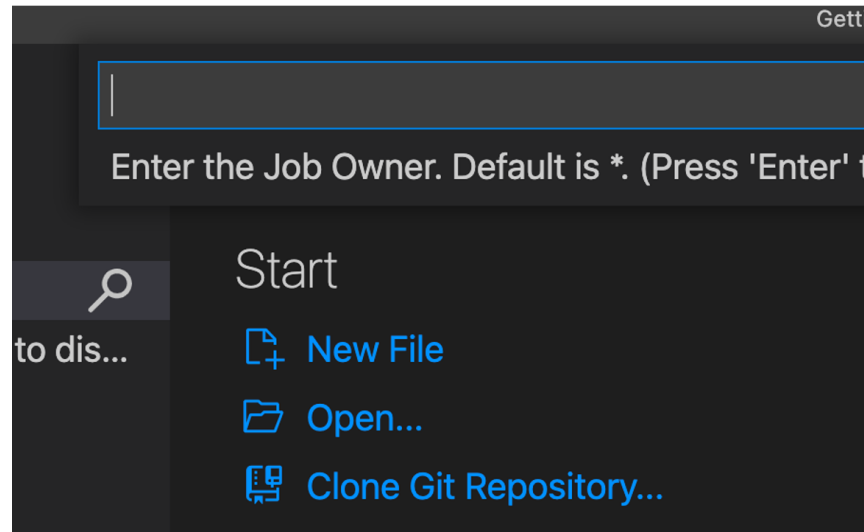 Gett
Enter the Job Owner. Default is *. (Press 'Enter'
Start
to dis...
New File
Open...
Clone Git Repository...